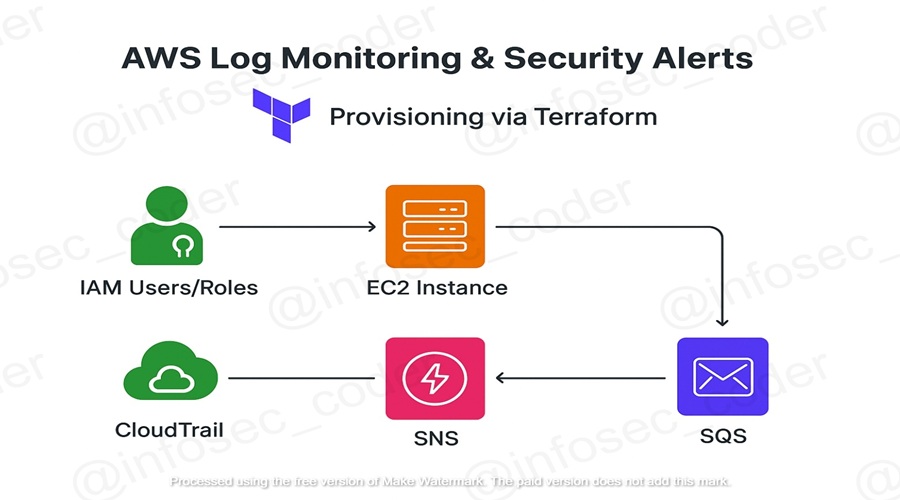 AWS Log Monitoring & Security Alerts
Provisioning via Terraform
IAM Users/Roles
EC2 Instance
CloudTrail
SNS
SQS
@infosec_coder
Processed using the free version of Make Watermark. The paid version does not add this mark.